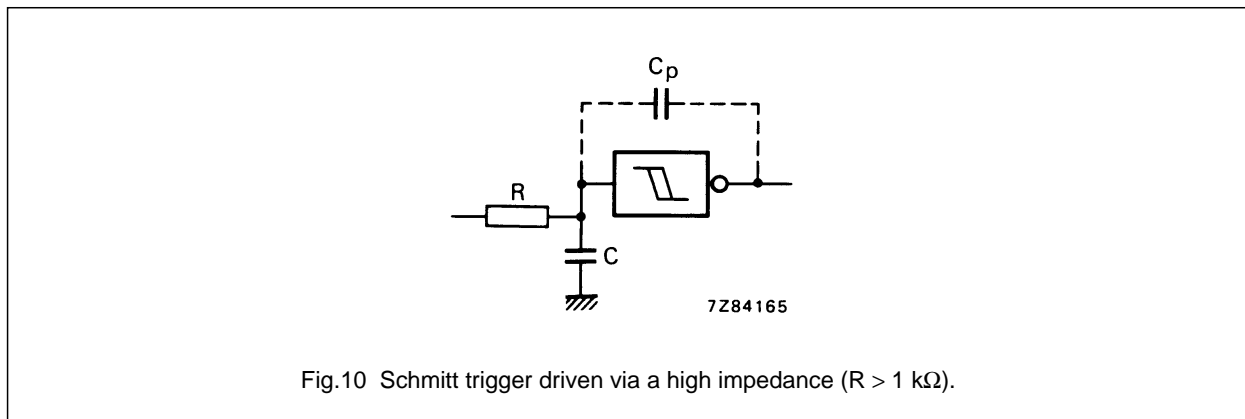 Cp
R
C
7Z84165
Fig.10 Schmitt trigger driven via a high impedance (R > 1 kΩ).